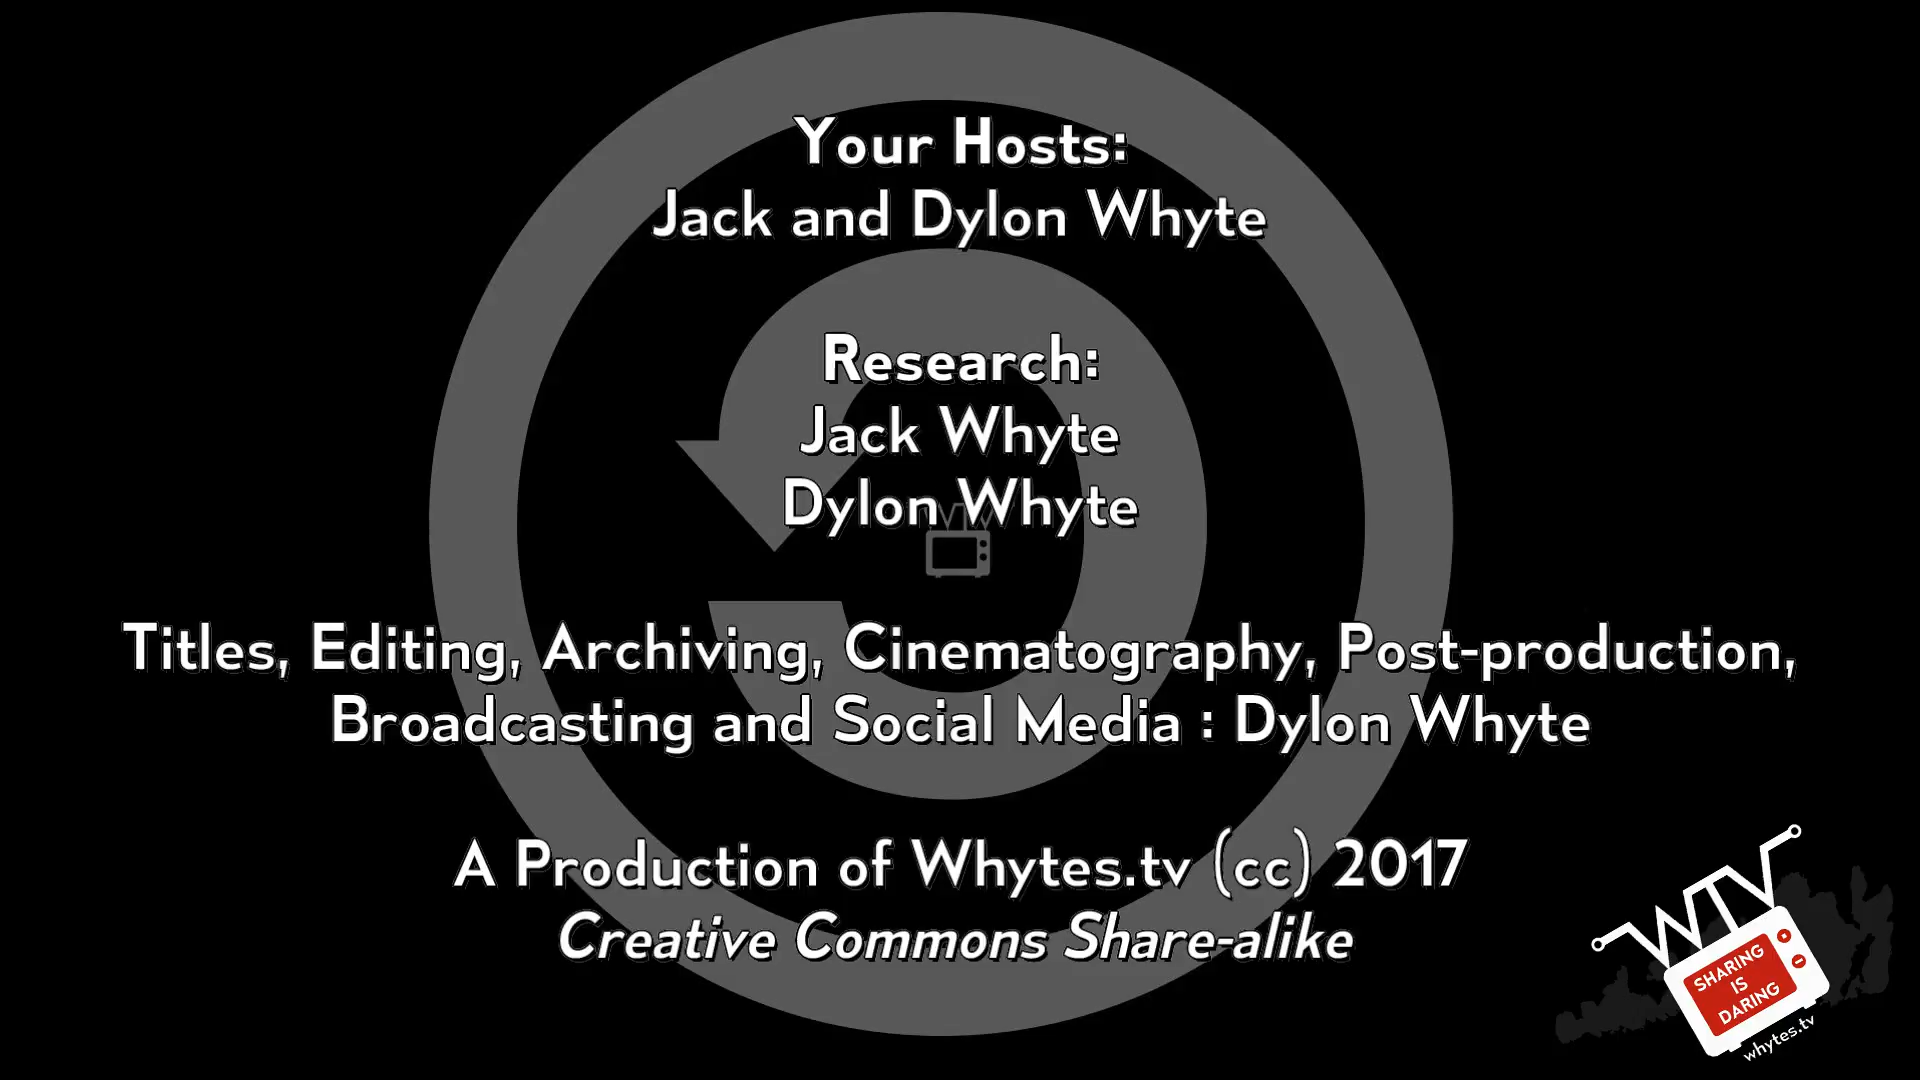 Your Hosts:
Jack and Dylon Whyte
Research:
Jack Whyte
Dylon Whyte
Titles, Editing, Archiving, Cinematography, Post-production,
Broadcasting and Social Media : Dylon Whyte
A Production of Whytes.tv (cc) 2017
Creative Commons Share-alike
WTV
SHARING
IS
DARING
whytes.tv
WTV